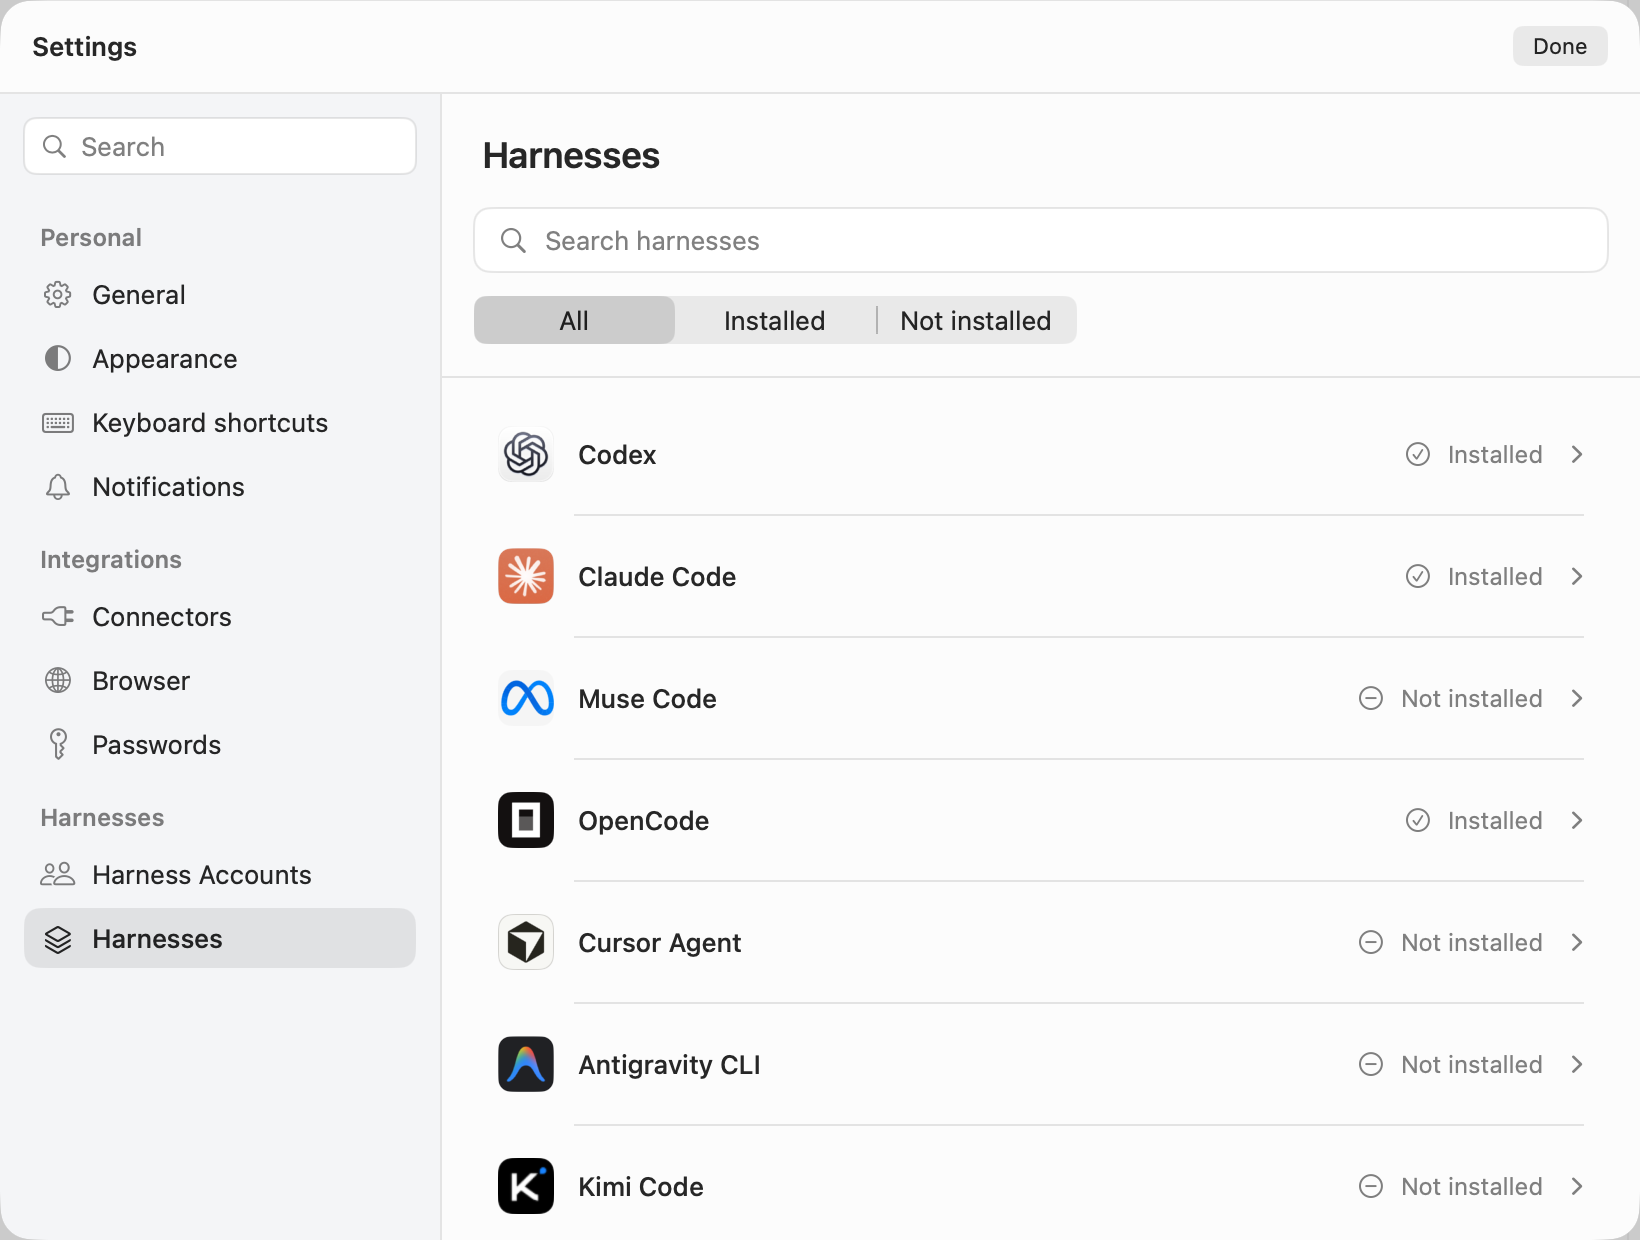 Settings
Done
Search
Personal
General
Appearance
Keyboard shortcuts
Notifications
Integrations
Connectors
Browser
Passwords
Harnesses
Harness Accounts
Harnesses
Harnesses
Search harnesses
All
Installed
Not installed
Codex
Installed
Claude Code
Installed
Muse Code
Not installed
OpenCode
Installed
Cursor Agent
Not installed
Antigravity CLI
Not installed
Kimi Code
Not installed